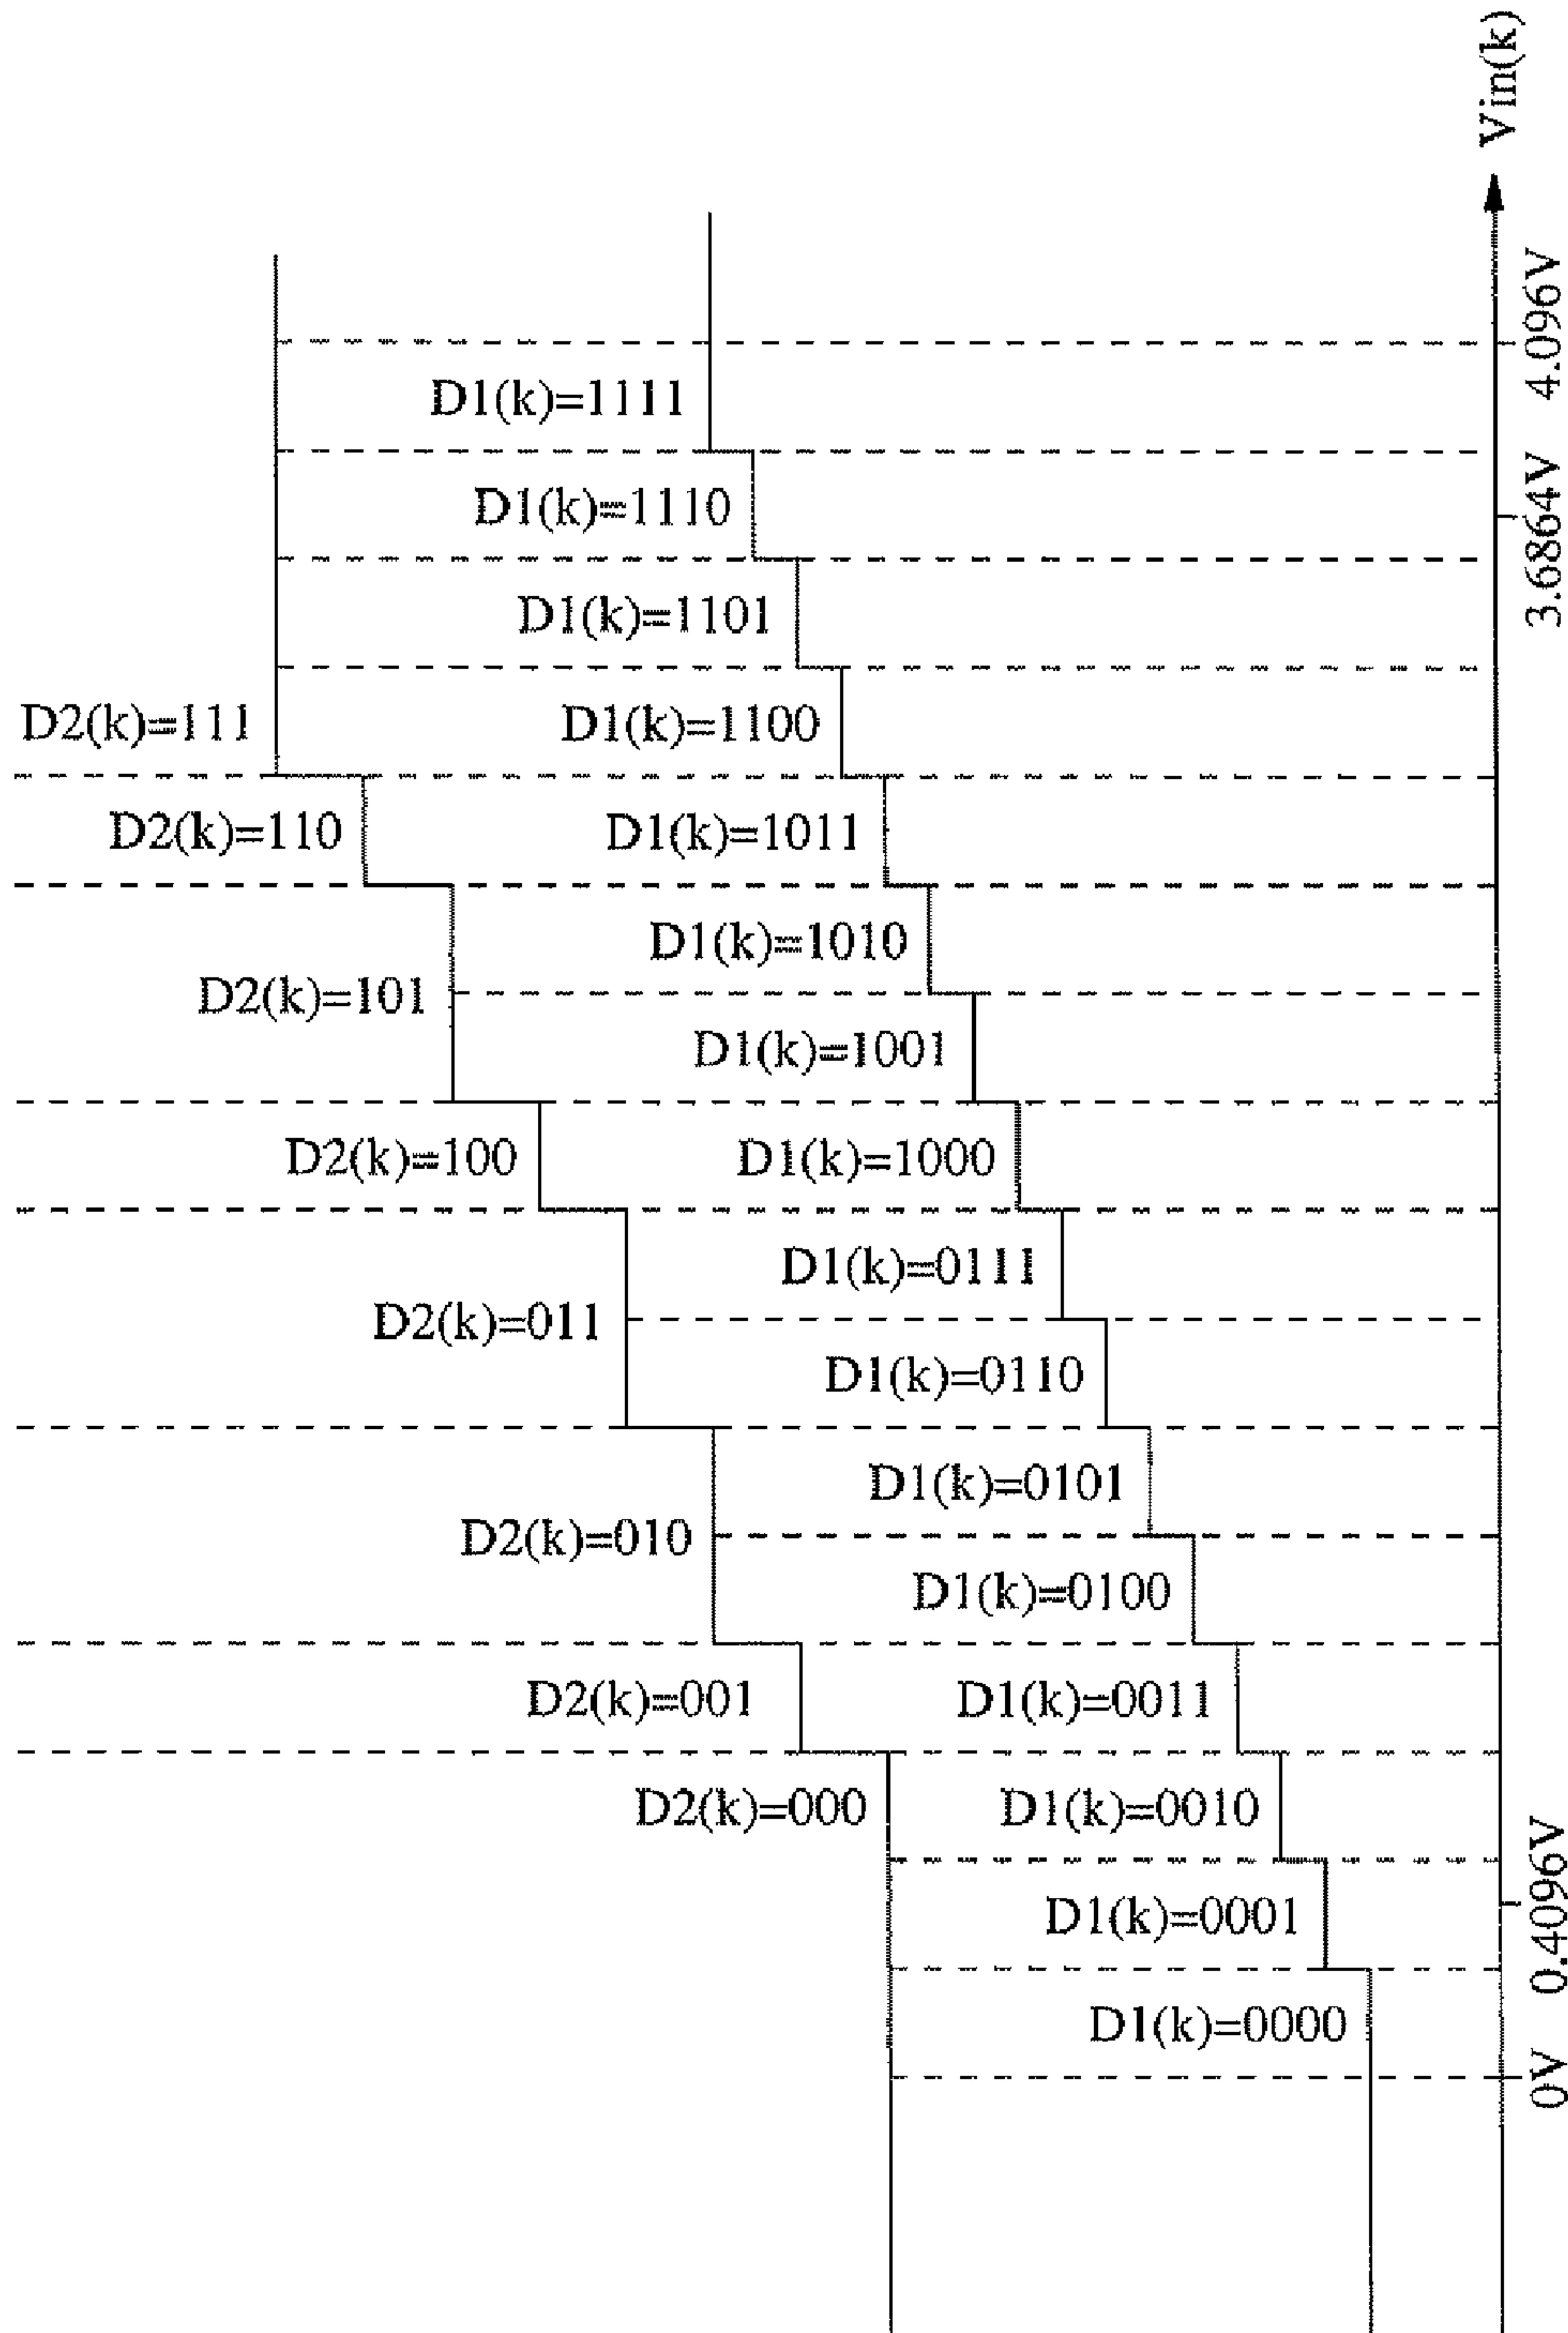 Vin(k)
D1(k)=1111
4.096V
D1(k)=1110
3.6864V
D1(k)=1101
D2(k)=111
D1(k)=1100
D2(k)=110
D1(k)=1011
D1(k)=1010
D2(k)=101
D1(k)=1001
D2(k)=100
D1(k)=1000
D1(k)=0111
D2(k)=011
D1(k)=0110
D1(k)=0101
D2(k)=010
D1(k)=0100
D2(k)=001
D1(k)=0011
D2(k)=000
D1(k)=0010
D1(k)=0001
0.4096V
D1(k)=0000
0V